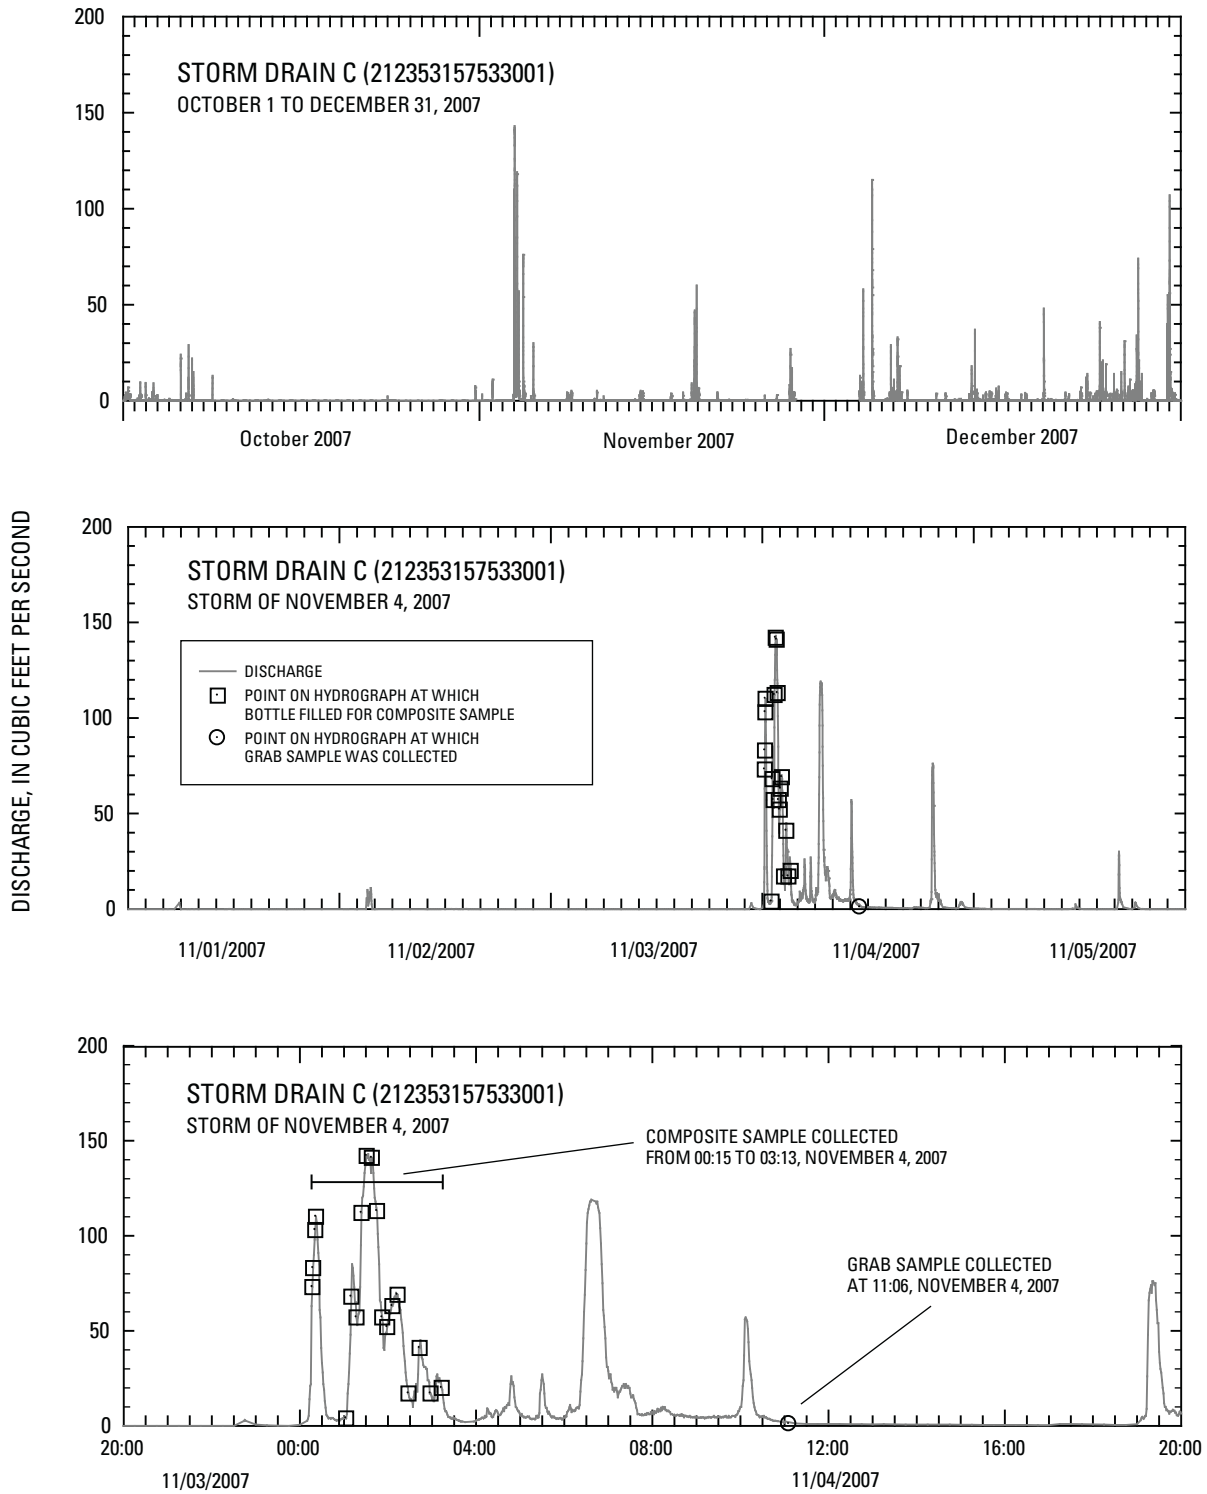 200
150
100
50
0
STORM DRAIN C (212353157533001)
OCTOBER 1 TO DECEMBER 31, 2007
October 2007
November 2007
December 2007
DISCHARGE, IN CUBIC FEET PER SECOND
200
150
100
50
0
STORM DRAIN C (212353157533001)
STORM OF NOVEMBER 4, 2007
DISCHARGE
POINT ON HYDROGRAPH AT WHICH
BOTTLE FILLED FOR COMPOSITE SAMPLE
POINT ON HYDROGRAPH AT WHICH
GRAB SAMPLE WAS COLLECTED
11/01/2007
11/02/2007
11/03/2007
11/04/2007
11/05/2007
200
150
100
50
0
STORM DRAIN C (212353157533001)
STORM OF NOVEMBER 4, 2007
COMPOSITE SAMPLE COLLECTED
FROM 00:15 TO 03:13, NOVEMBER 4, 2007
GRAB SAMPLE COLLECTED
AT 11:06, NOVEMBER 4, 2007
20:00
00:00
04:00
08:00
12:00
16:00
20:00
11/03/2007
11/04/2007